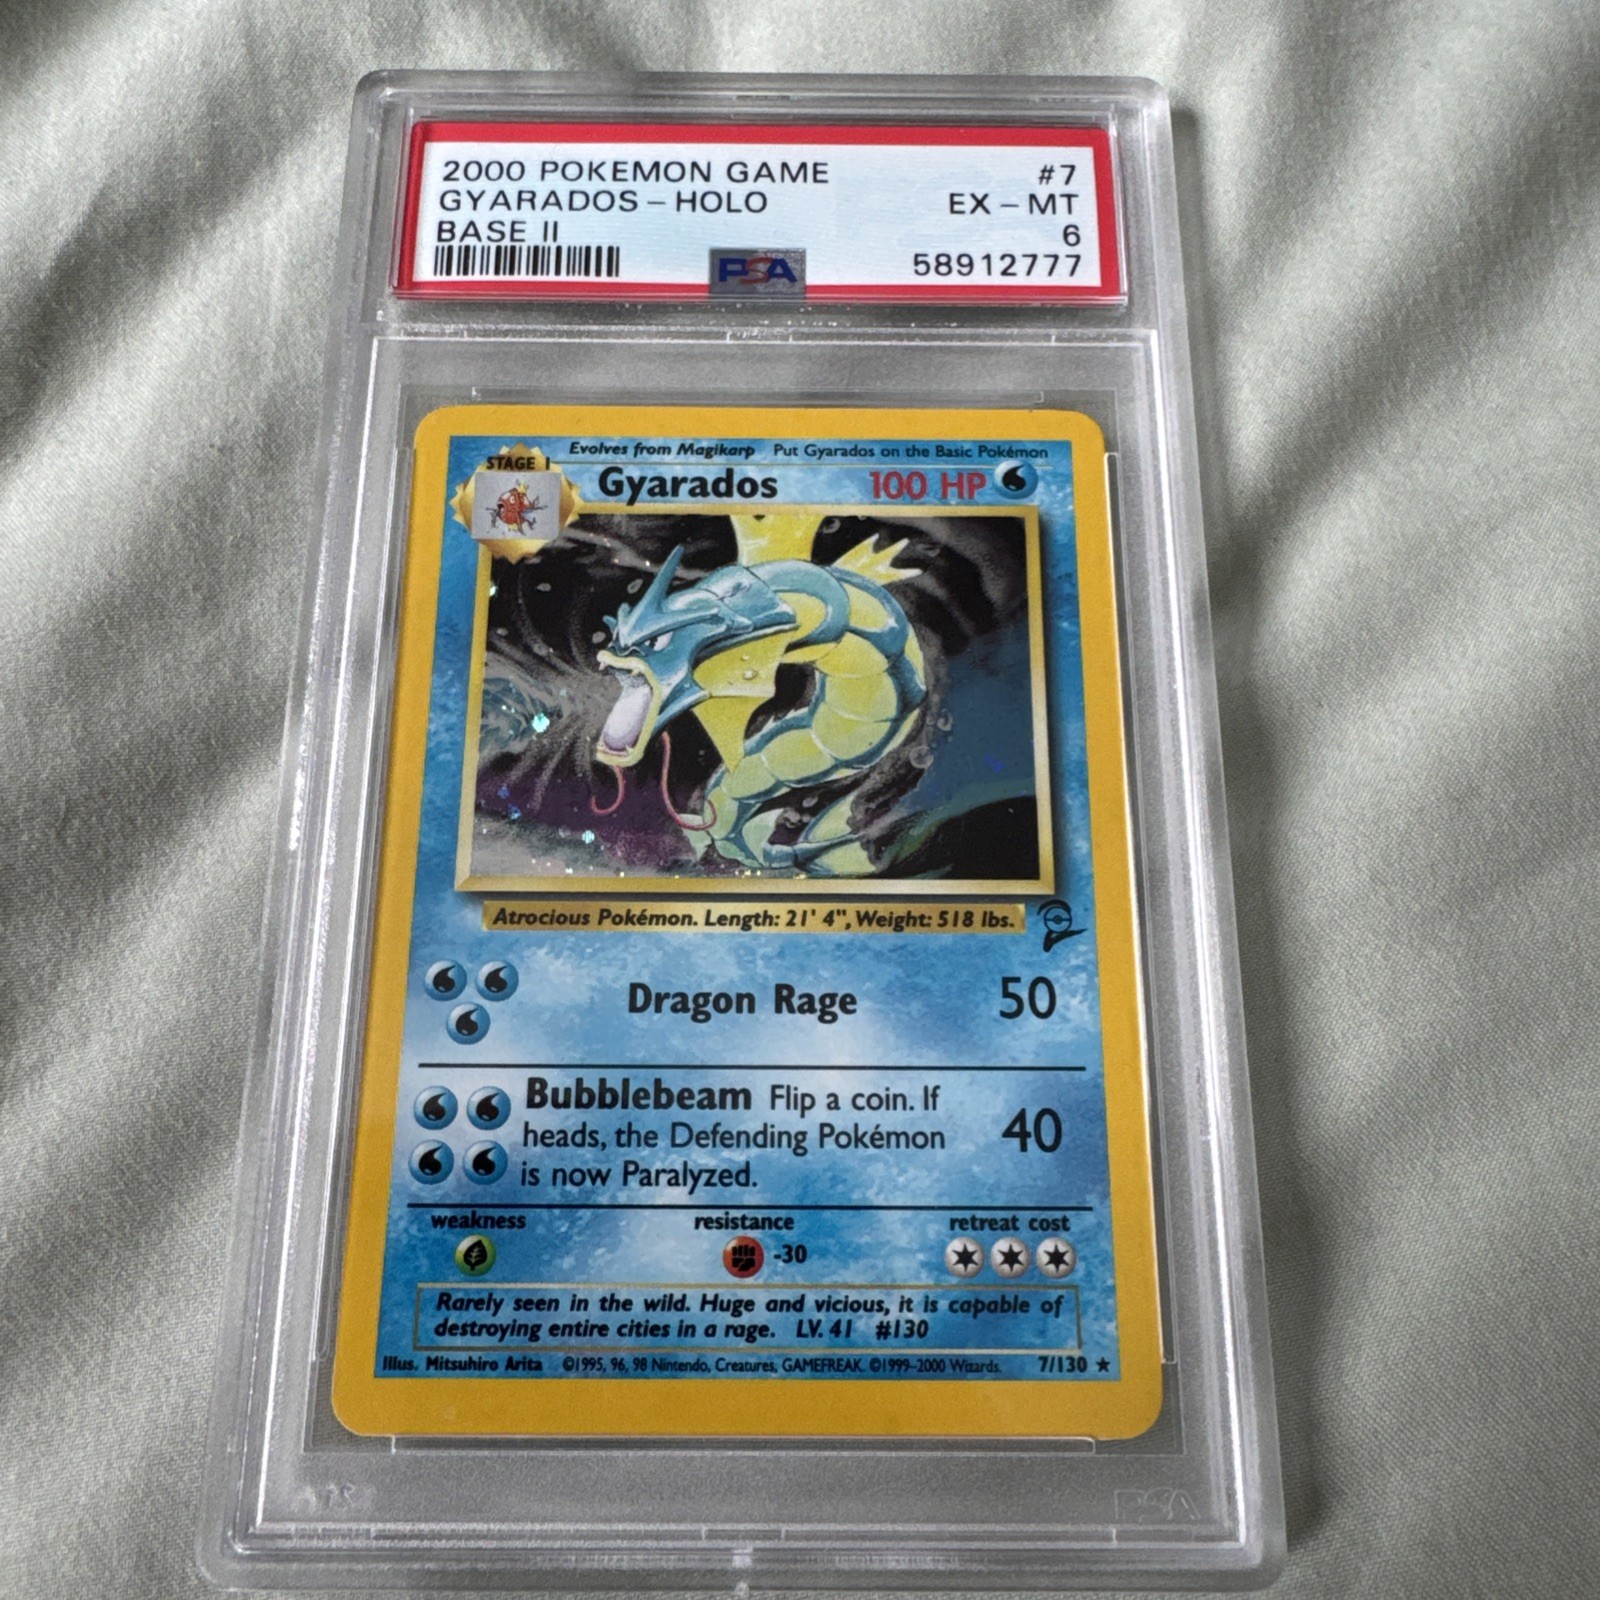 2000 POKEMON GAME #7
GYARADOS - HOLO EX - MT
BASE II 6
PSA 58912777
Evolves from Magikarp Put Gyarados on the Basic Pokémon
STAGE 1
Gyarados 100 HP
Atrocious Pokémon. Length: 21' 4", Weight: 518 lbs.
Dragon Rage 50
Bubblebeam Flip a coin. If
heads, the Defending Pokémon
is now Paralyzed.
40
weakness resistance retreat cost
-30
Rarely seen in the wild. Huge and vicious, it is capable of
destroying entire cities in a rage. LV. 41 #130
Illus. Mitsuhiro Arita ©1995, 96, 98 Nintendo, Creatures, GAMEFREAK. ©1999-2000 Wizards. 7/130 ★
PSA